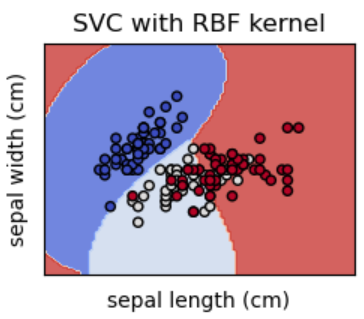 SVC with RBF kernel
sepal width (cm)
sepal length (cm)